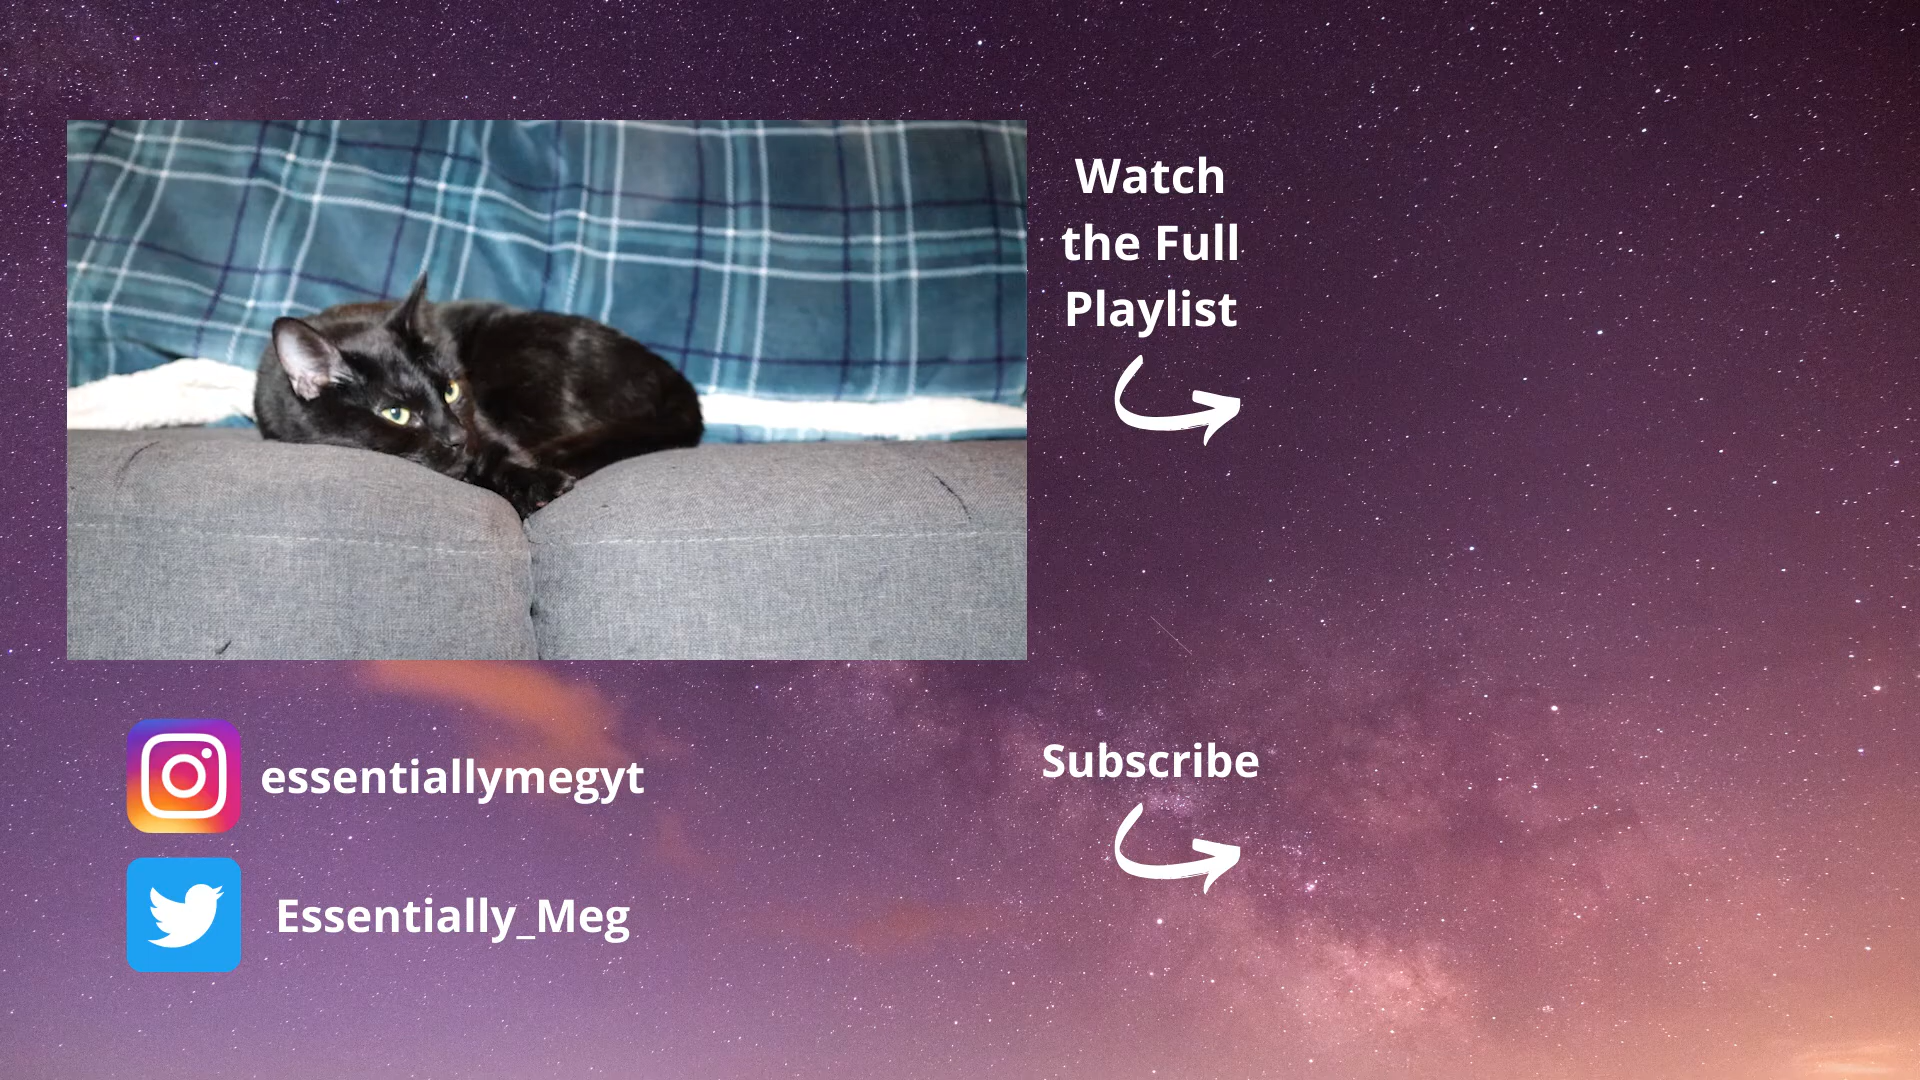 Watch
the Full
Playlist
essentiallymegyt
Essentially_Meg
Subscribe